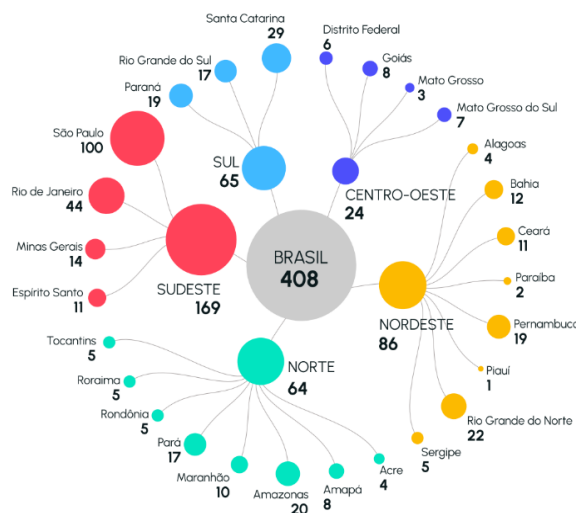 Santa Catarina
29
Rio Grande do Sul
17
Paraná
19
Distrito Federal
6
Goiás
8
Mato Grosso
3
Mato Grosso do Sul
7
São Paulo
100
SUL
65
CENTRO-OESTE
24
Alagoas
4
Bahia
12
Rio de Janeiro
44
Ceará
11
Minas Gerais
14
BRASIL
408
Paraíba
2
Espírito Santo
11
SUDESTE
169
NORDESTE
86
Pernambuco
19
Tocantins
5
NORTE
64
Piauí
1
Roraima
5
Rondônia
5
Rio Grande do Norte
22
Pará
17
Sergipe
5
Maranhão
10
Amazonas
20
Amapá
8
Acre
4